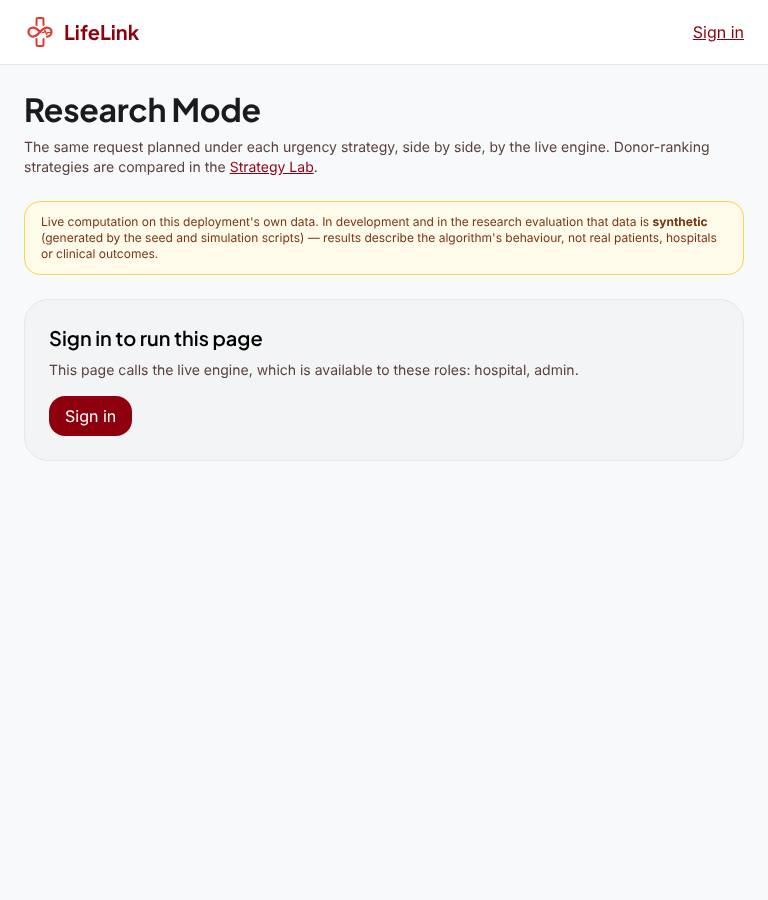 LifeLink
Sign in
Research Mode
The same request planned under each urgency strategy, side by side, by the live engine. Donor-ranking
strategies are compared in the Strategy Lab.
Live computation on this deployment's own data. In development and in the research evaluation that data is synthetic
(generated by the seed and simulation scripts) — results describe the algorithm's behaviour, not real patients, hospitals
or clinical outcomes.
Sign in to run this page
This page calls the live engine, which is available to these roles: hospital, admin.
Sign in